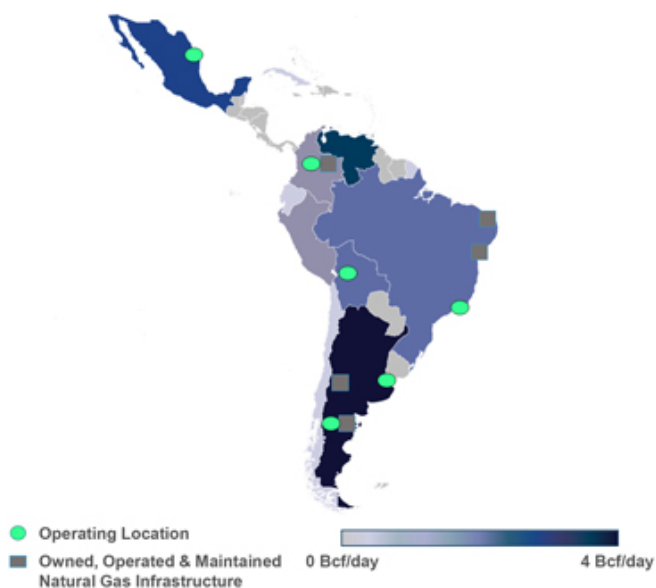 Operating Location
Owned, Operated & Maintained
Natural Gas Infrastructure
0 Bcf/day
4 Bcf/day